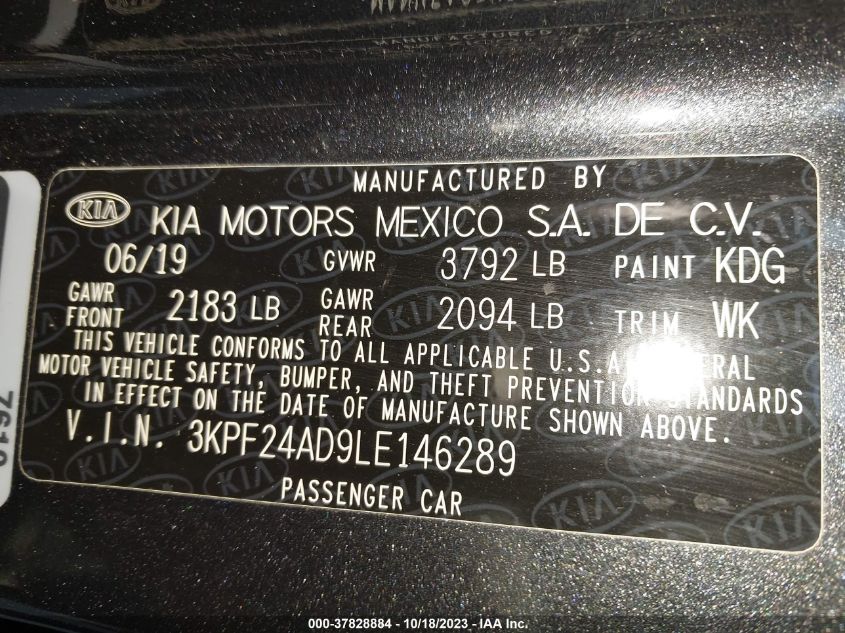 MANUFACTURED BY
KIA KIA MOTORS MEXICO S.A. DE C.V.
06/19 GVWR 3792 LB PAINT KDG
GAWR FRONT 2183 LB GAWR REAR 2094 LB TRIM WK
THIS VEHICLE CONFORMS TO ALL APPLICABLE U.S.A.
MOTOR VEHICLE SAFETY, BUMPER, AND THEFT PREVENTION STANDARDS
IN EFFECT ON THE DATE OF MANUFACTURE SHOWN ABOVE.
V.I.N. 3KPF24AD9LE146289
PASSENGER CAR
000-37828884 - 10/18/2023 - IAA Inc.